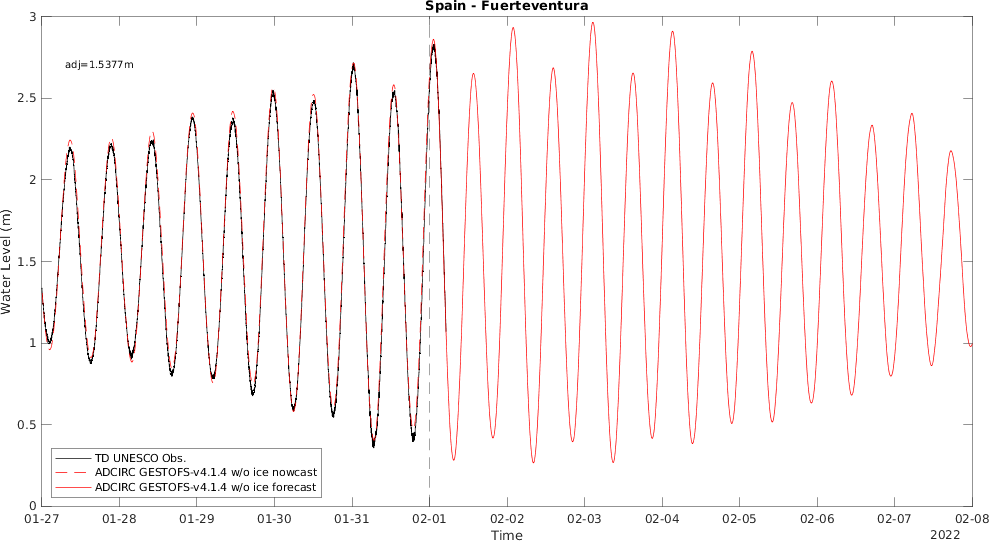 Spain - Fuerteventura
adj=1.5377m
3
2.5
2
1.5
1
0.5
0
Water Level (m)
TD UNESCO Obs.
ADCIRC GESTOFS-v4.1.4 w/o ice nowcast
ADCIRC GESTOFS-v4.1.4 w/o ice forecast
01-27 01-28 01-29 01-30 01-31 02-01 02-02 02-03 02-04 02-05 02-06 02-07 02-08
Time
2022